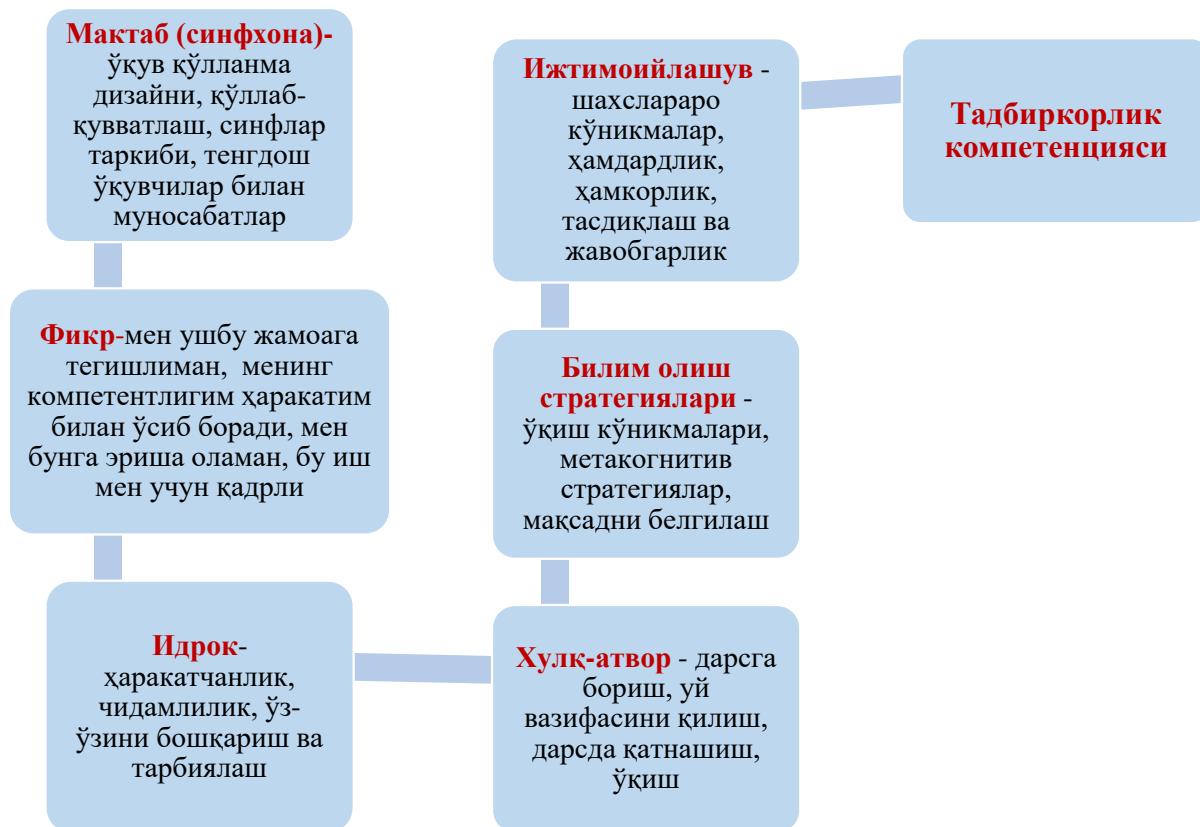 Мактаб (синфхона)-
ўқув қўлланма
дизайни, қўллаб-
қувватлаш, синфлар
таркиби, тенгдош
ўқувчилар билан
муносабатлар
Фикр-мен ушбу жамоага
тегишлиман, менинг
компетентлигим ҳаракатим
билан ўсиб боради, мен
бунга эриша оламан, бу иш
мен учун қадрли
Идрок-
ҳаракатчанлик,
чидамлилик, ўз-
ўзини бошқариш ва
тарбиялаш
Хулқ-атвор - дарсга
бориш, уй
вазифасини қилиш,
дарсда қатнашиш,
ўқиш
Билим олиш
стратегиялари -
ўқиш кўникмалари,
метакогнитив
стратегиялар,
мақсадни белгилаш
Ижтимоийлашув -
шахслараро
кўникмалар,
ҳамдардлик,
ҳамкорлик,
тасдиқлаш ва
жавобгарлик
Тадбиркорлик
компетенцияси